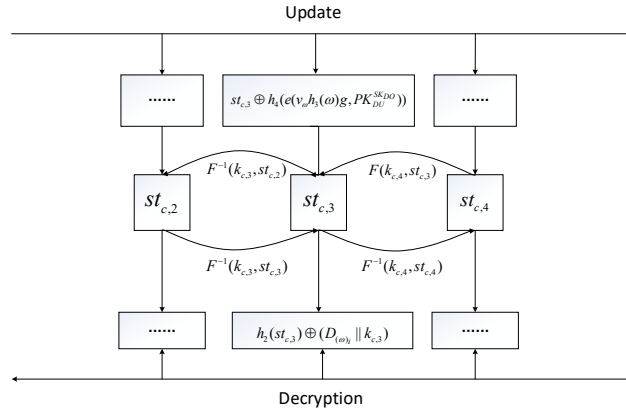 Update
......
st_{c,3} ⊕ h_4(e(v_ω h_3(ω)g, PK_{DU}^{SK_{DO}}))
......
F^{-1}(k_{c,3}, st_{c,2})
F(k_{c,4}, st_{c,3})
st_{c,2}
st_{c,3}
st_{c,4}
F^{-1}(k_{c,3}, st_{c,3})
F^{-1}(k_{c,4}, st_{c,4})
......
h_2(st_{c,3}) ⊕ (D_{(ω)_i} || k_{c,3})
......
Decryption